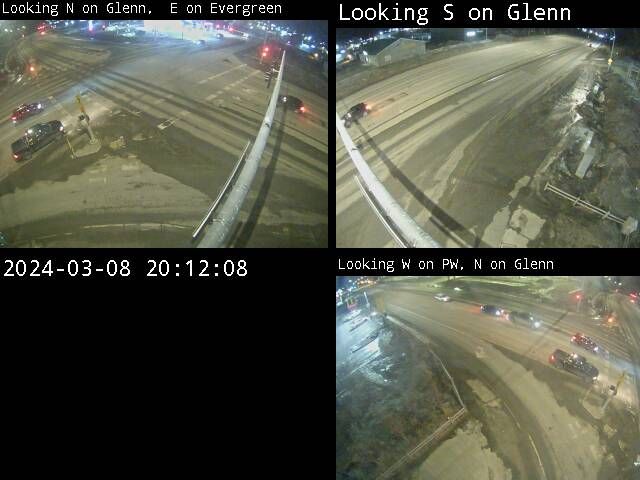 Looking N on Glenn, E on Evergreen
Looking S on Glenn
2024-03-08 20:12:08
Looking W on PW, N on Glenn